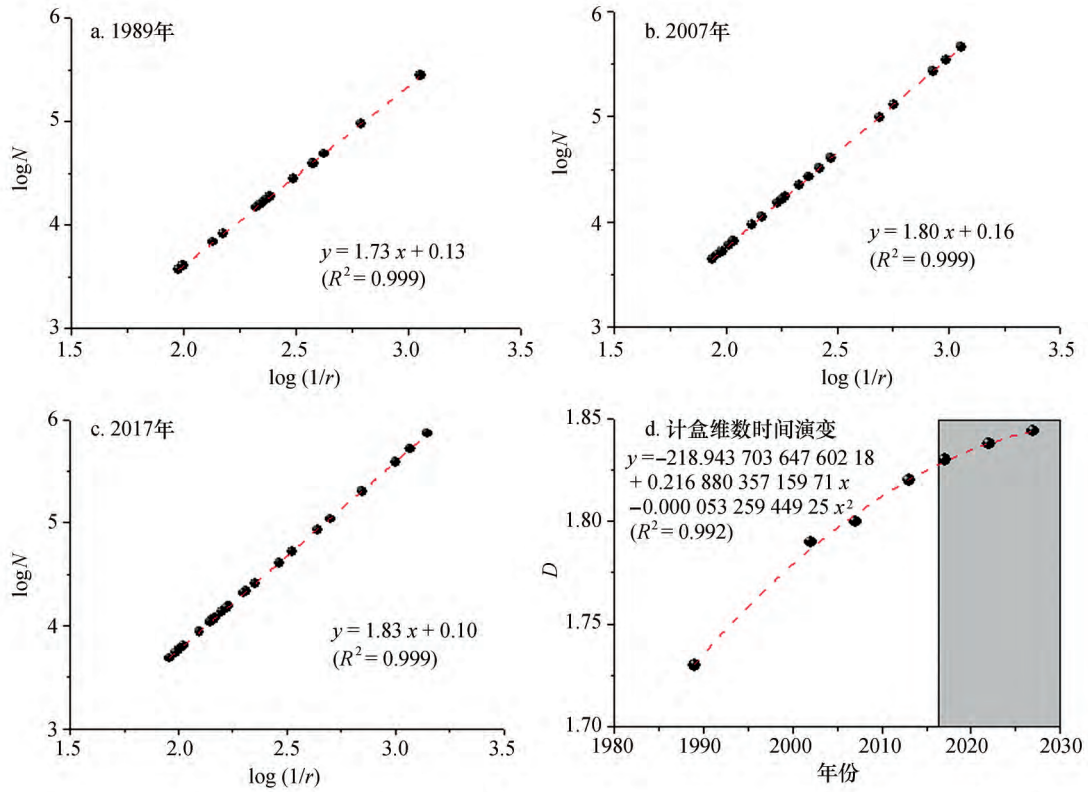 a. 1989年
6
5
4
3
logN
y = 1.73 x + 0.13
(R² = 0.999)
1.5 2.0 2.5 3.0 3.5
log (1/r)
b. 2007年
6
5
4
3
logN
y = 1.80 x + 0.16
(R² = 0.999)
1.5 2.0 2.5 3.0 3.5
log (1/r)
c. 2017年
6
5
4
3
logN
y = 1.83 x + 0.10
(R² = 0.999)
1.5 2.0 2.5 3.0 3.5
log (1/r)
d. 计盒维数时间演变
y=−218.943 703 647 602 18
+ 0.216 880 357 159 71 x
−0.000 053 259 449 25 x²
(R² = 0.992)
1.85
1.80
1.75
1.70
D
1980 1990 2000 2010 2020 2030
年份